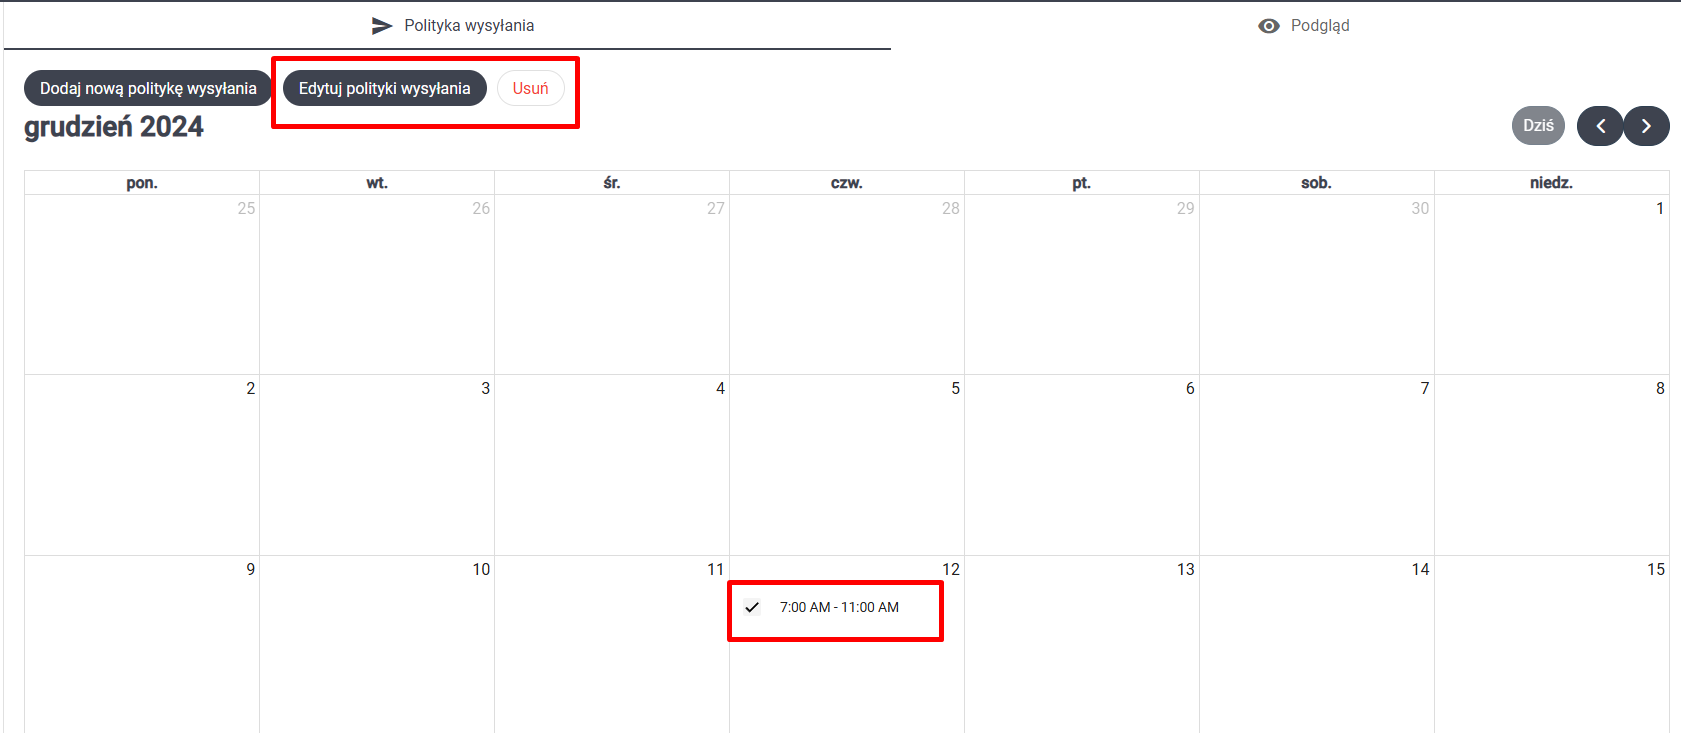 Polityka wysyłania
Podgląd
Dodaj nową politykę wysyłania
Edytuj polityki wysyłania
Usuń
grudzień 2024
Dziś
pon. wt. śr. czw. pt. sob. niedz.
25 26 27 28 29 30 1
2 3 4 5 6 7 8
9 10 11 12 13 14 15
7:00 AM - 11:00 AM